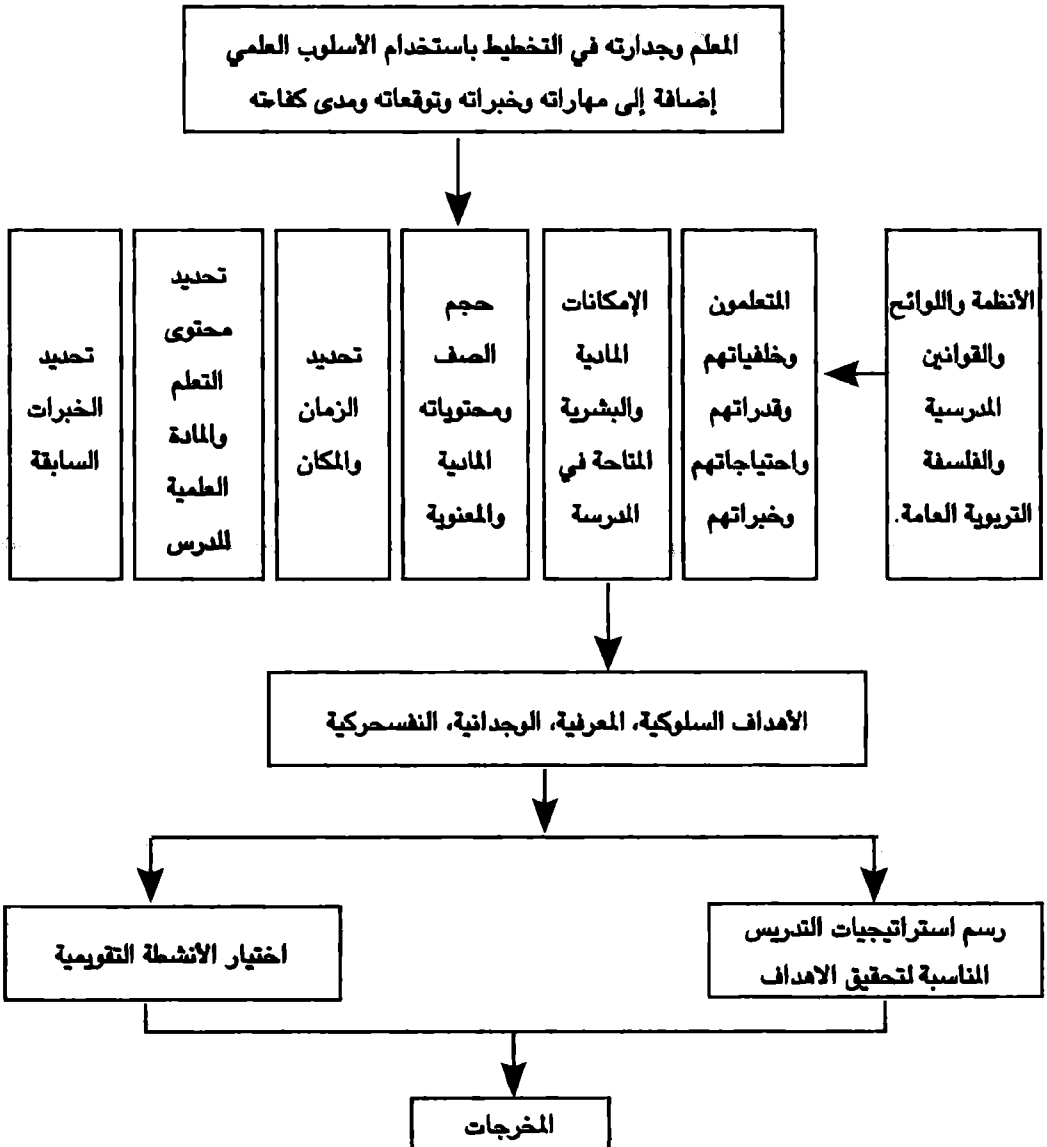 المعلم وجدارته في التخطيط باستخدام الأسلوب العلمي
إضافة إلى مهاراته وخبراته وتوقعاته ومدى كفاءته
الأنظمة واللوائح
والقوانين
المدرسية
والفلسفة
التربوية العامة.
المتعلمون
وخلفياتهم
وقدراتهم
واحتياجاتهم
وخبراتهم
الإمكانات
المادية
والبشرية
المتاحة في
المدرسة
حجم
الصف
ومحتوياته
المادية
والمعنوية
تحديد
الزمان
والمكان
تحديد
محتوى
التعلم
والمادة
العلمية
للدرس
تحديد
الخبرات
السابقة
الأهداف السلوكية، المعرفية، الوجدانية، النفسحركية
رسم استراتيجيات التدريس
المناسبة لتحقيق الاهداف
اختيار الأنشطة التقويمية
المخرجات